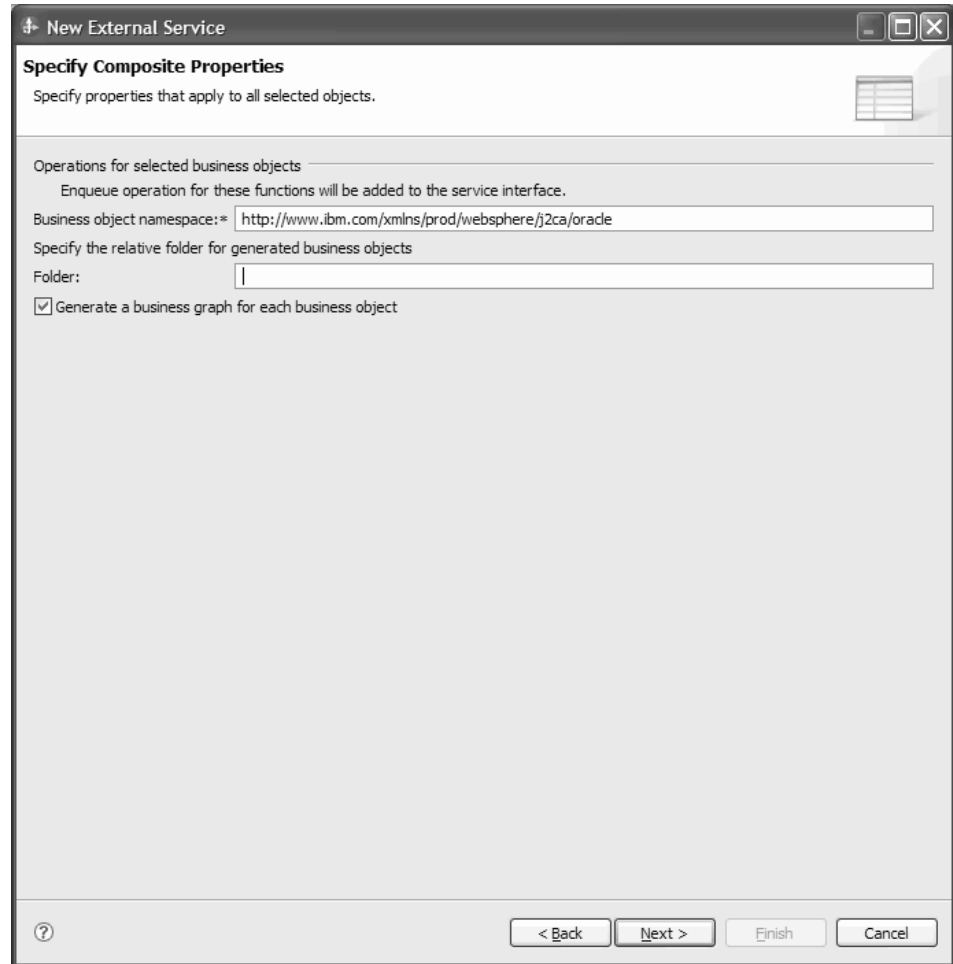 New External Service
Specify Composite Properties
Specify properties that apply to all selected objects.
Operations for selected business objects
Enqueue operation for these functions will be added to the service interface.
Business object namespace:* http://www.ibm.com/xmlns/prod/websphere/j2ca/oracle
Specify the relative folder for generated business objects
Folder:
Generate a business graph for each business object
?
< Back Next > Finish Cancel